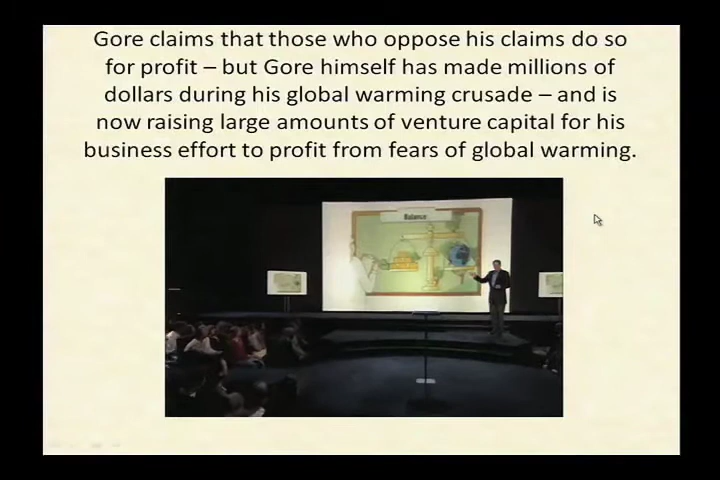 Gore claims that those who oppose his claims do so
for profit – but Gore himself has made millions of
dollars during his global warming crusade – and is
now raising large amounts of venture capital for his
business effort to profit from fears of global warming.
Balance